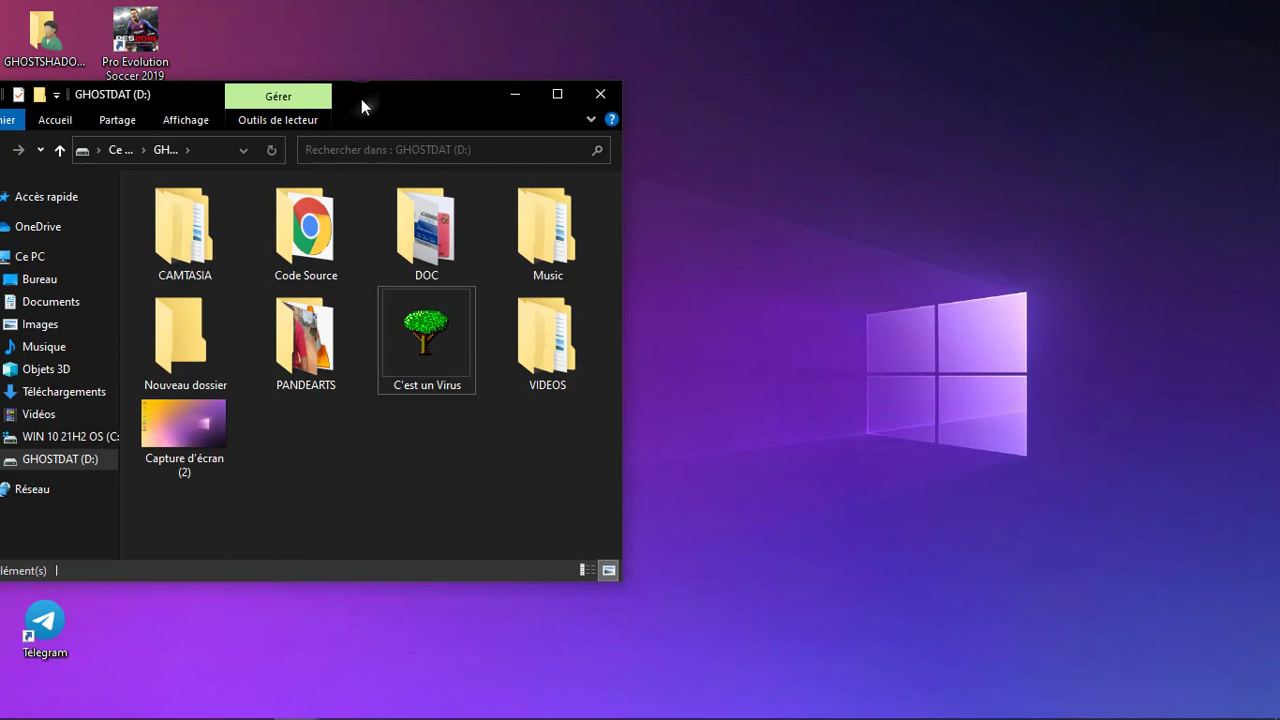 GHOSTSHADO...
Pro Evolution
Soccer 2019
GHOSTDAT (D:)
Gérer
hier
Accueil
Partage
Affichage
Outils de lecteur
Ce ...
GH...
Rechercher dans : GHOSTDAT (D:)
Accès rapide
OneDrive
Ce PC
Bureau
Documents
Images
Musique
Objets 3D
Téléchargements
Vidéos
WIN 10 21H2 OS (C:
GHOSTDAT (D:)
Réseau
CAMTASIA
Code Source
DOC
Music
Nouveau dossier
PANDEARTS
C'est un Virus
VIDEOS
Capture d'écran
(2)
lément(s)
Telegram